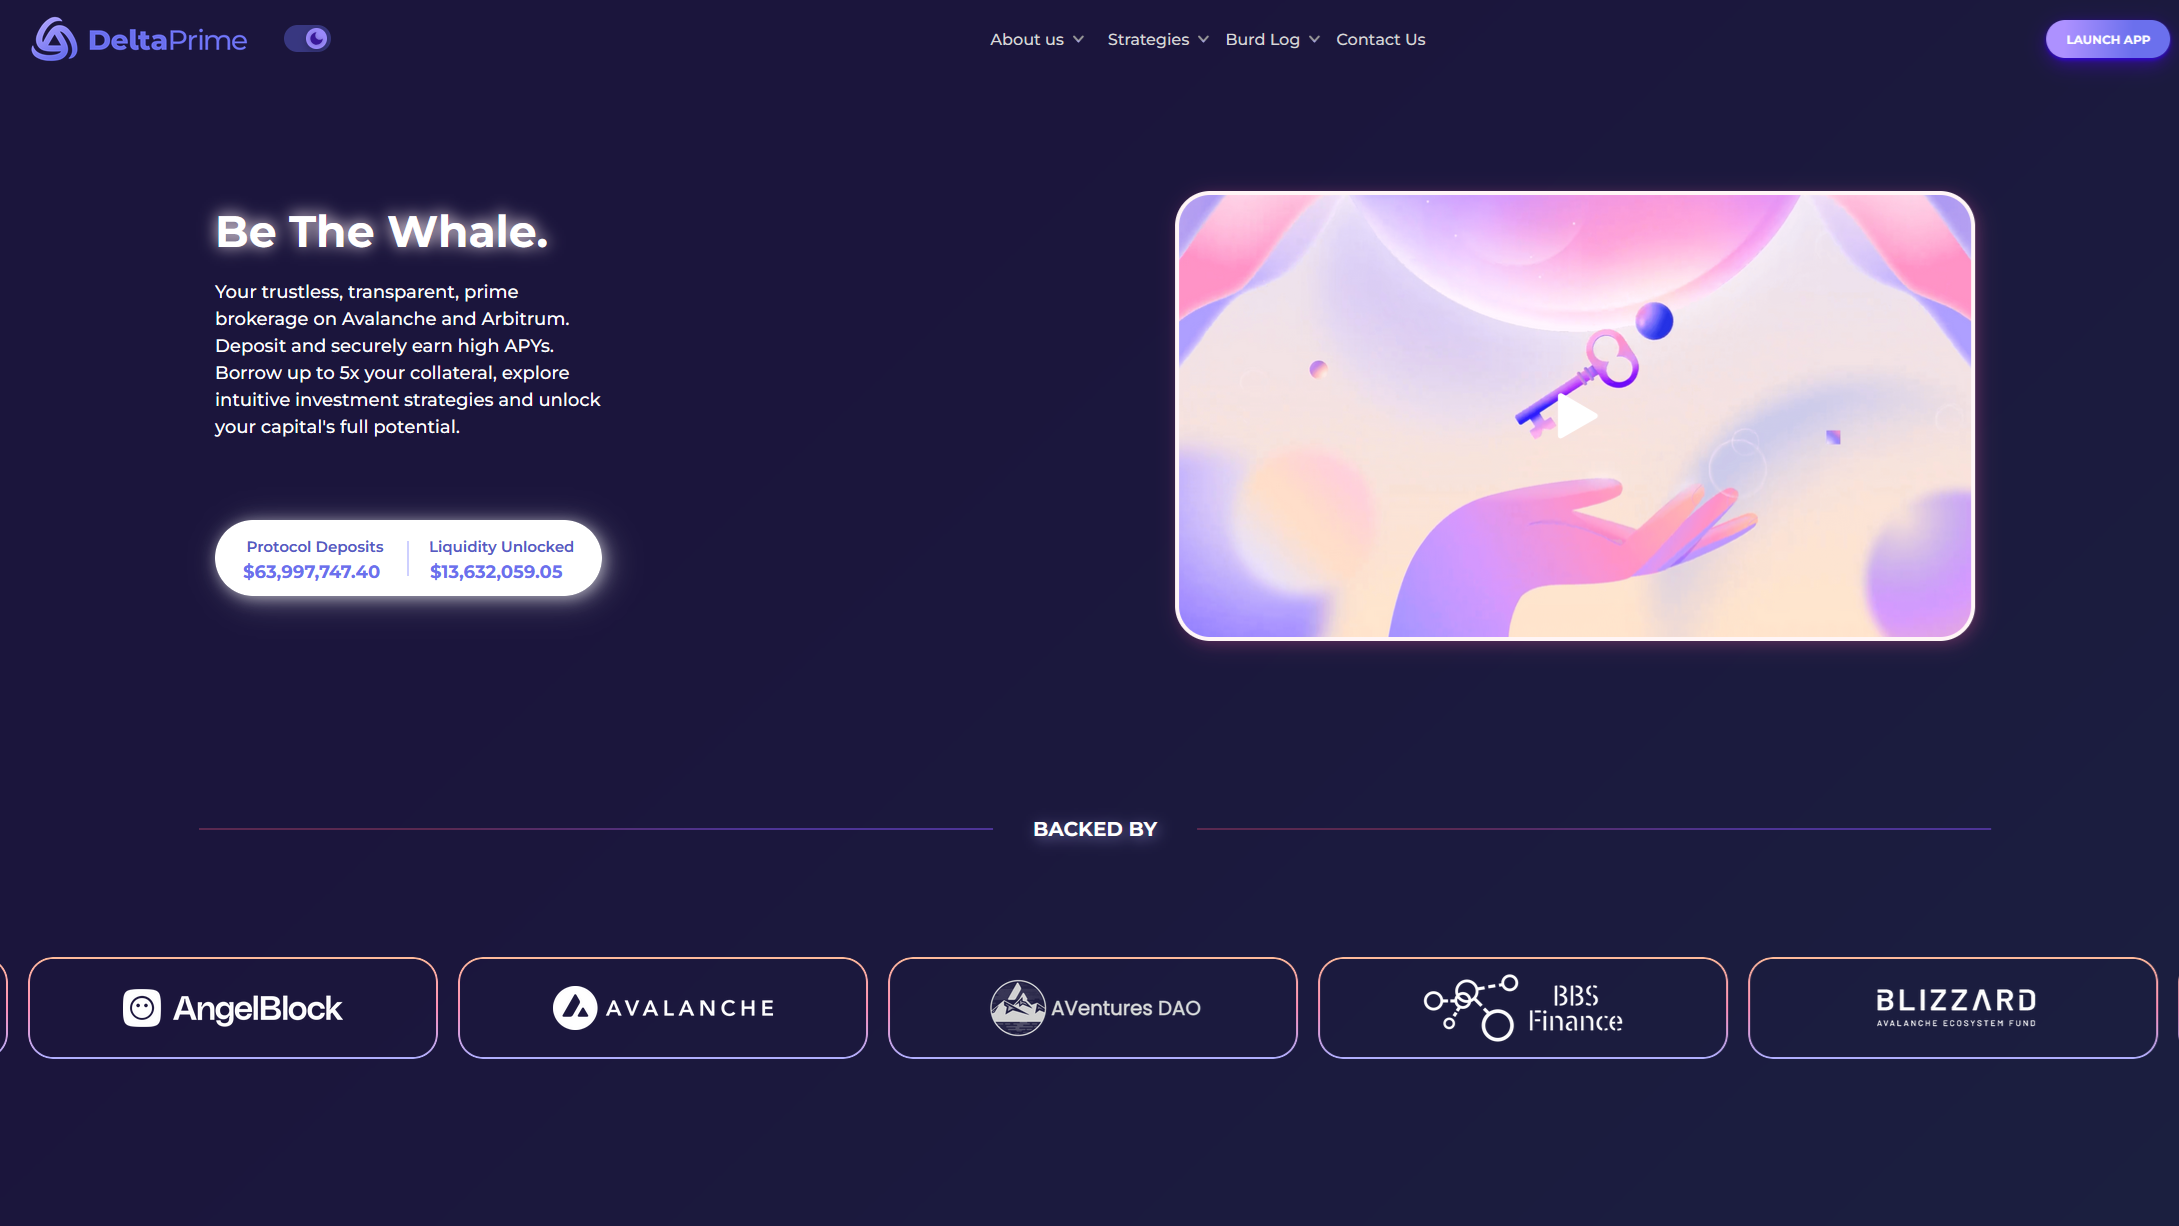 DeltaPrime
About us
Strategies
Burd Log
Contact Us
LAUNCH APP
Be The Whale.
Your trustless, transparent, prime
brokerage on Avalanche and Arbitrum.
Deposit and securely earn high APYs.
Borrow up to 5x your collateral, explore
intuitive investment strategies and unlock
your capital's full potential.
Protocol Deposits
$63,997,747.40
Liquidity Unlocked
$13,632,059.05
BACKED BY
AngelBlock
AVALANCHE
AVentures DAO
BBS
Finance
BLIZZARD
AVALANCHE ECOSYSTEM FUND